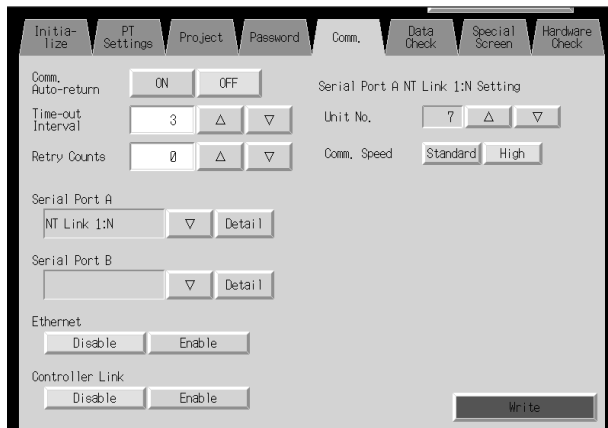 Initia-
lize
PT
Settings
Project
Password
Comm.
Data
Check
Special
Screen
Hardware
Check
Comm.
Auto-return
ON
OFF
Time-out
Interval
3
△
▽
Retry Counts
0
△
▽
Serial Port A
NT Link 1:N
▽
Detail
Serial Port B
▽
Detail
Ethernet
Disable
Enable
Controller Link
Disable
Enable
Serial Port A NT Link 1:N Setting
Unit No.
7
△
▽
Comm. Speed
Standard
High
Write